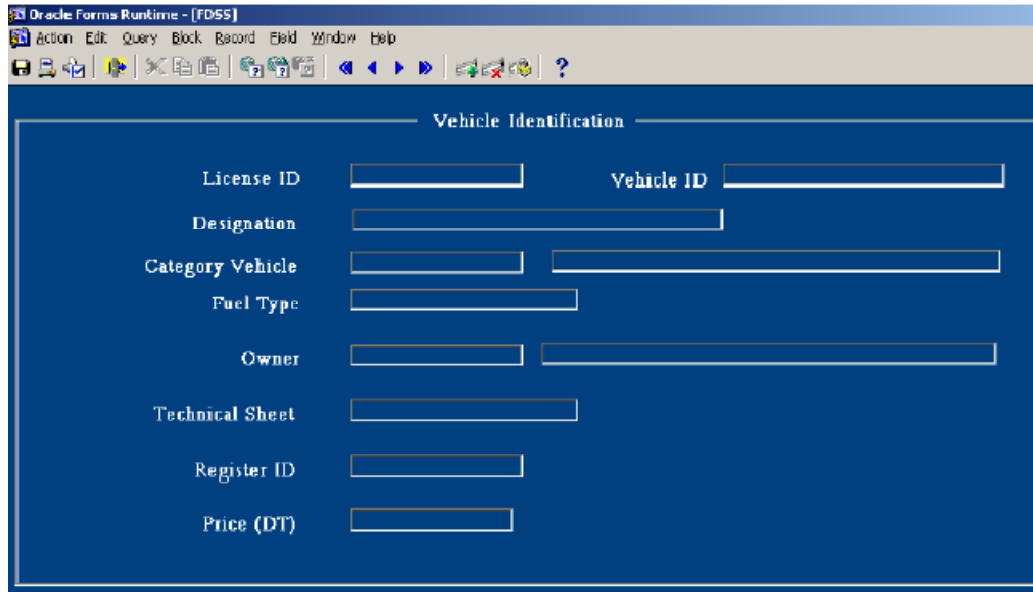 Oracle Forms Runtime - [FDSS]
Action Edit Query Block Record Field Window Help
Vehicle Identification
License ID Vehicle ID
Designation
Category Vehicle
Fuel Type
Owner
Technical Sheet
Register ID
Price (DT)